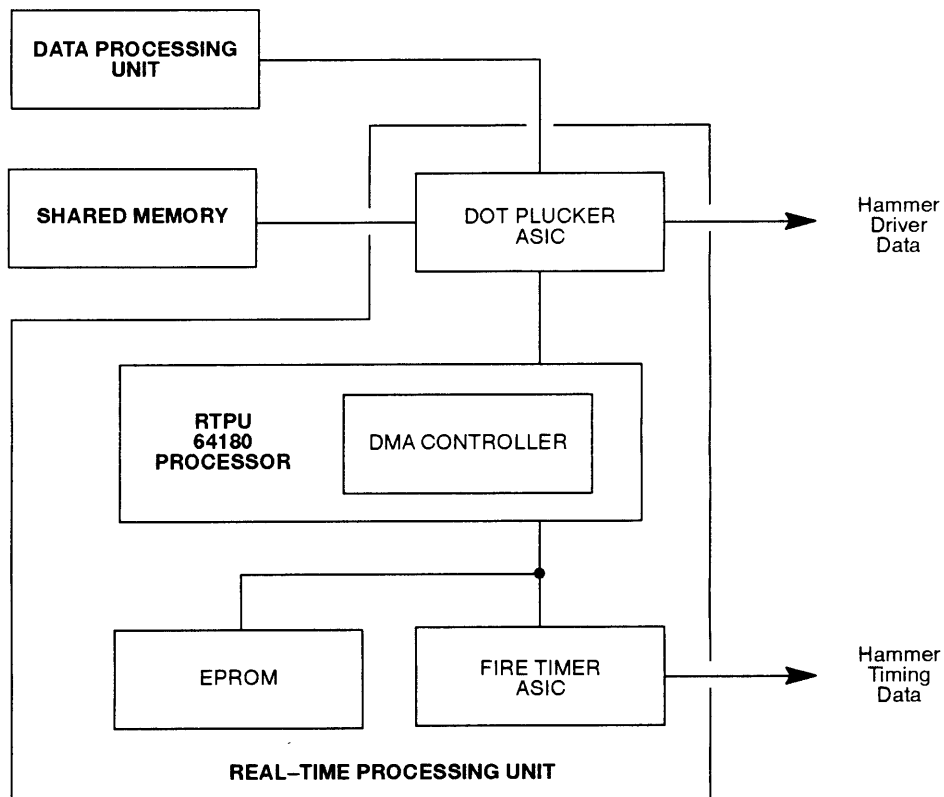 DATA PROCESSING
UNIT
SHARED MEMORY
DOT PLUCKER
ASIC
Hammer
Driver
Data
RTPU
64180
PROCESSOR
DMA CONTROLLER
EPROM
FIRE TIMER
ASIC
Hammer
Timing
Data
REAL–TIME PROCESSING UNIT